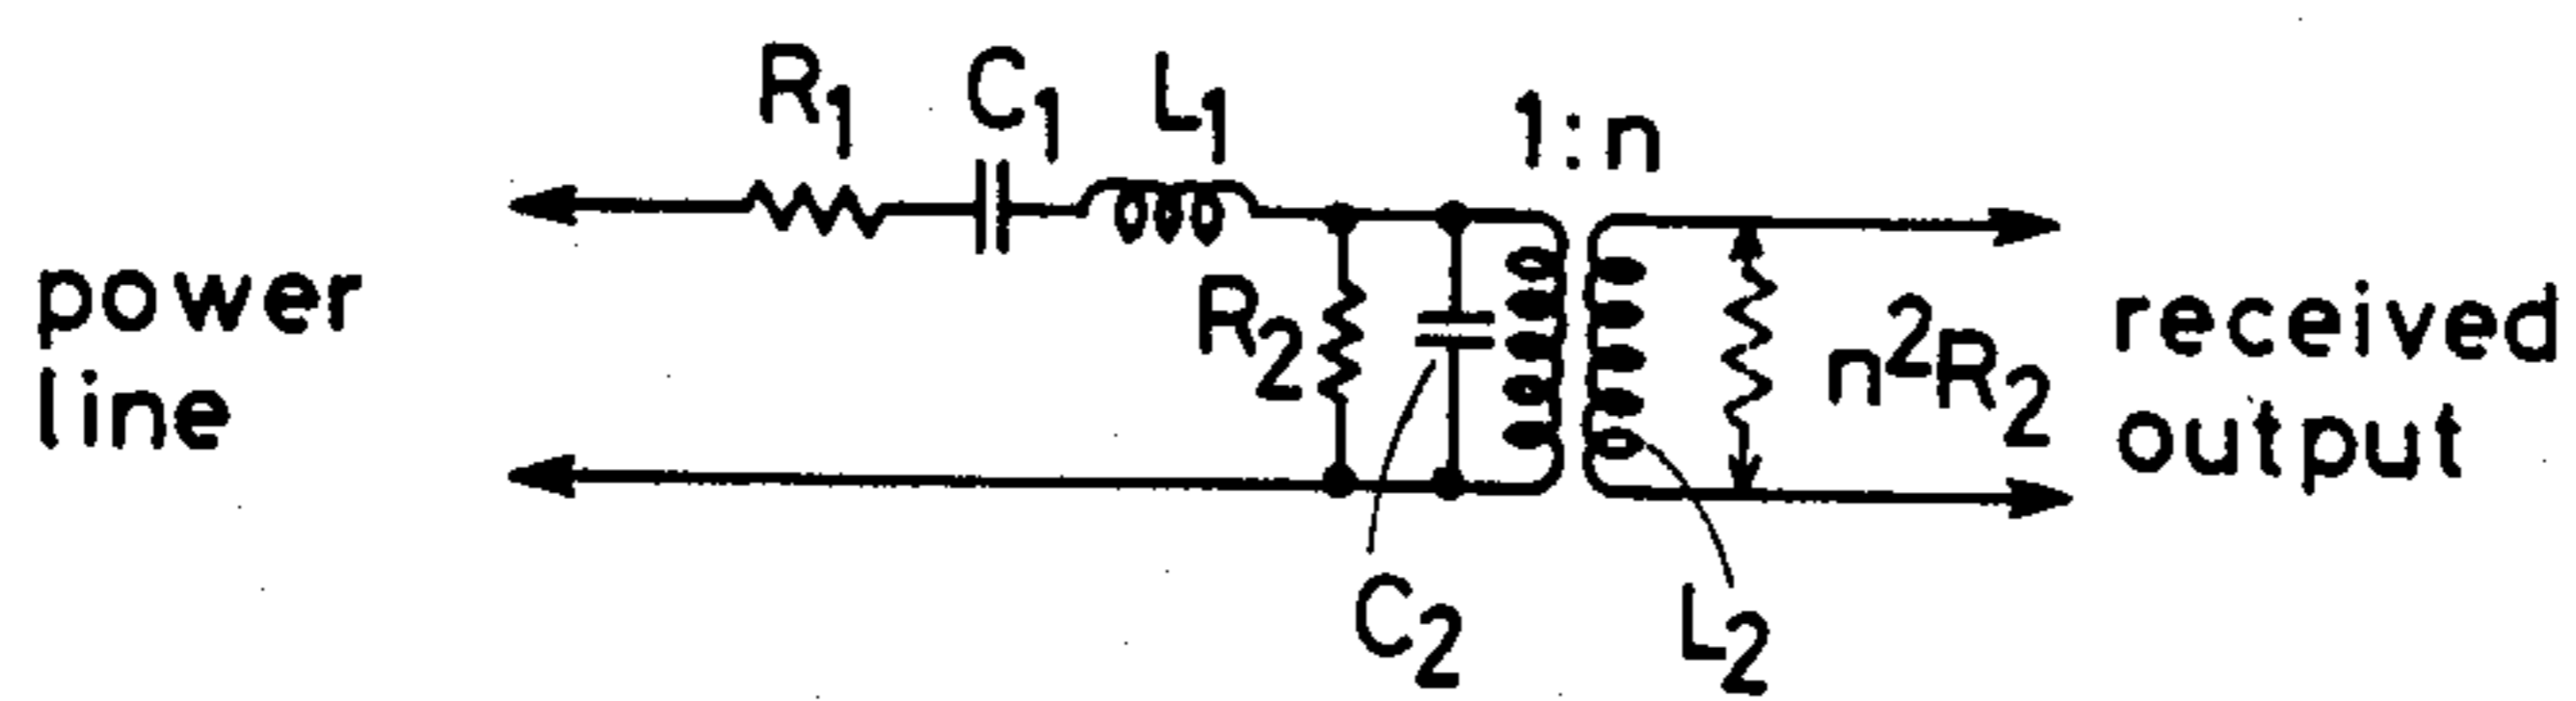 R1 C1 L1
1:n
power
line
R2
n²R2
received
output
C2
L2